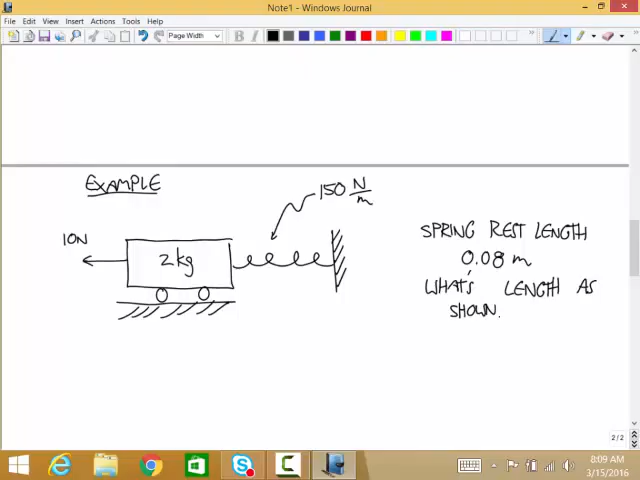 Note1 - Windows Journal
File Edit View Insert Actions Tools Help
Page Width
B I
EXAMPLE
150 N/m
10N
2kg
SPRING REST LENGTH
0.08 m
WHAT'S LENGTH AS
SHOWN.
2/2
8:09 AM
3/15/2016